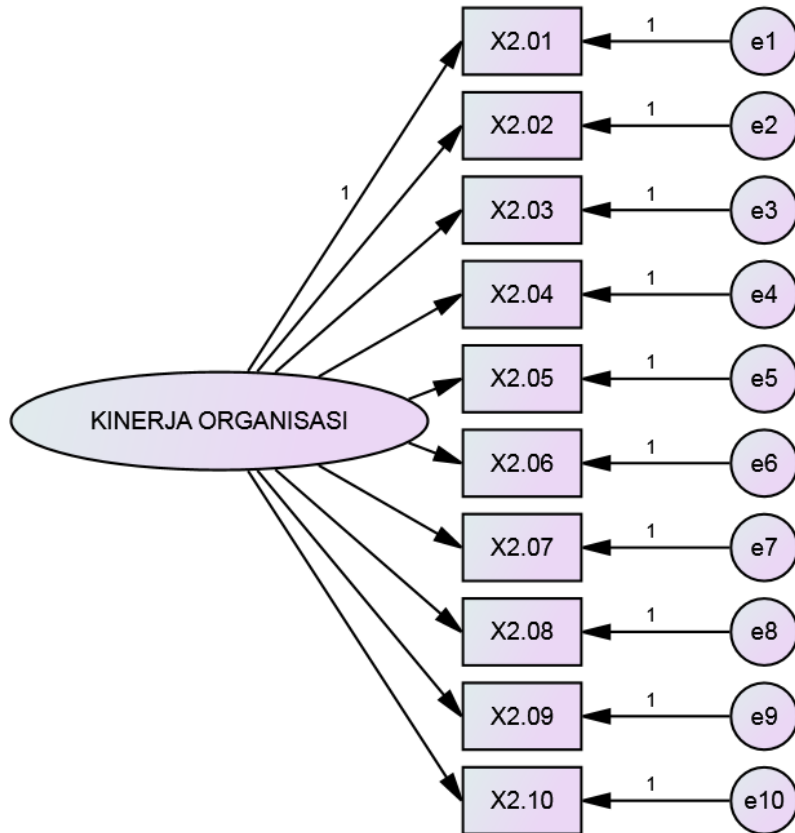 X2.01 1 e1
X2.02 1 e2
1 X2.03 1 e3
X2.04 1 e4
X2.05 1 e5
KINERJA ORGANISASI
X2.06 1 e6
X2.07 1 e7
X2.08 1 e8
X2.09 1 e9
X2.10 1 e10